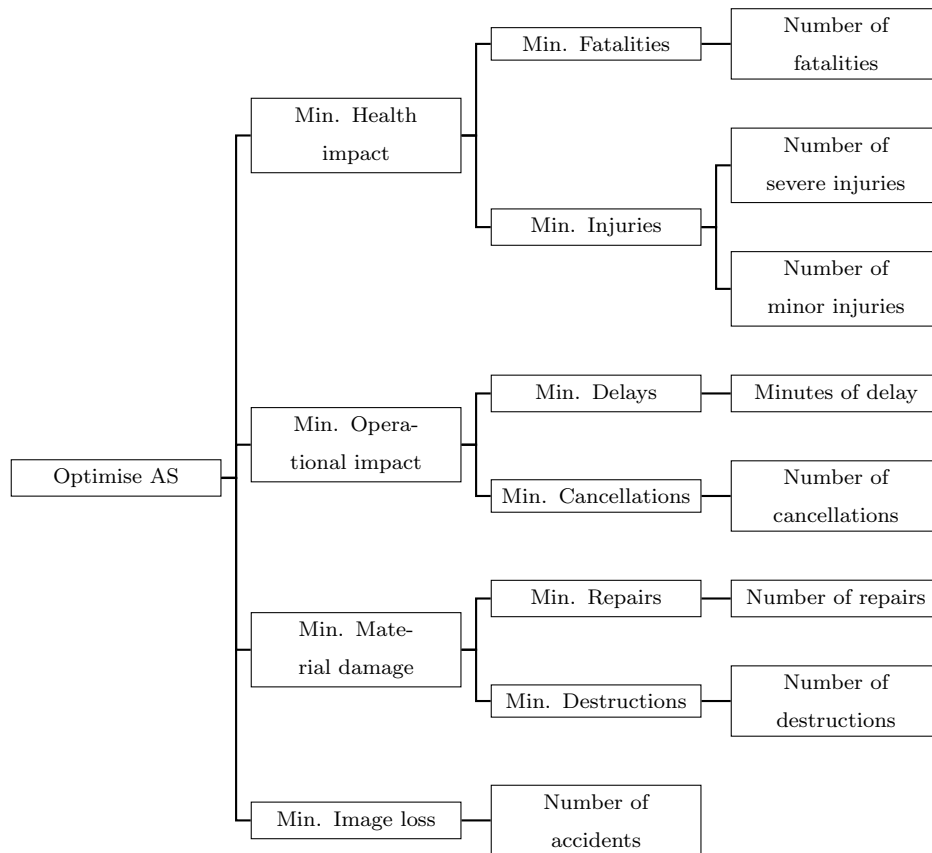 Optimise AS
Min. Health
impact
Min. Fatalities
Number of
fatalities
Min. Injuries
Number of
severe injuries
Number of
minor injuries
Min. Opera-
tional impact
Min. Delays
Minutes of delay
Min. Cancellations
Number of
cancellations
Min. Mate-
rial damage
Min. Repairs
Number of repairs
Min. Destructions
Number of
destructions
Min. Image loss
Number of
accidents